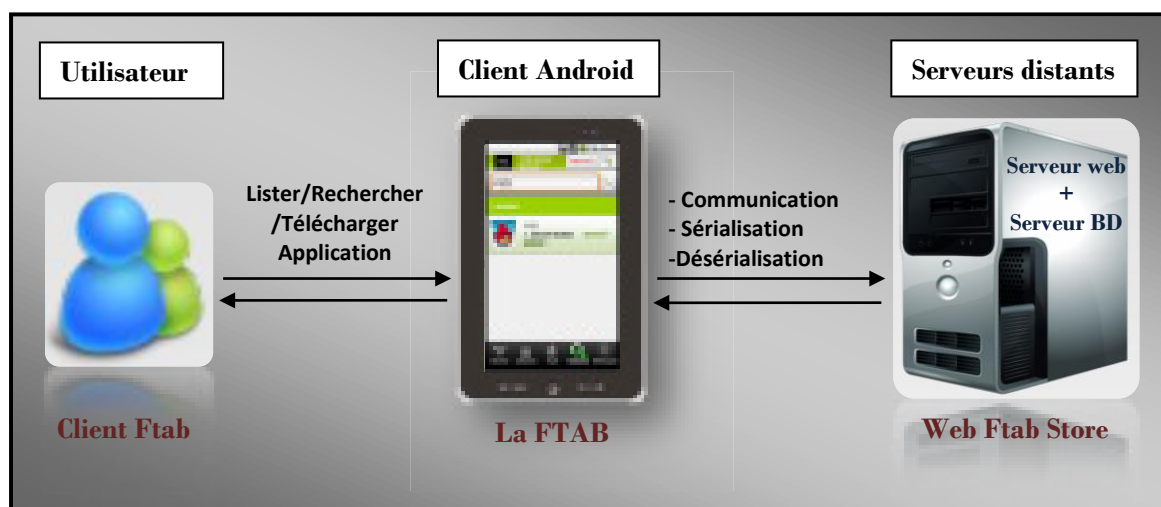 Utilisateur
Client Android
Serveurs distants
Lister/Rechercher
/Télécharger
Application
- Communication
- Sérialisation
-Désérialisation
Serveur web
+
Serveur BD
Client Ftab
La FTAB
Web Ftab Store